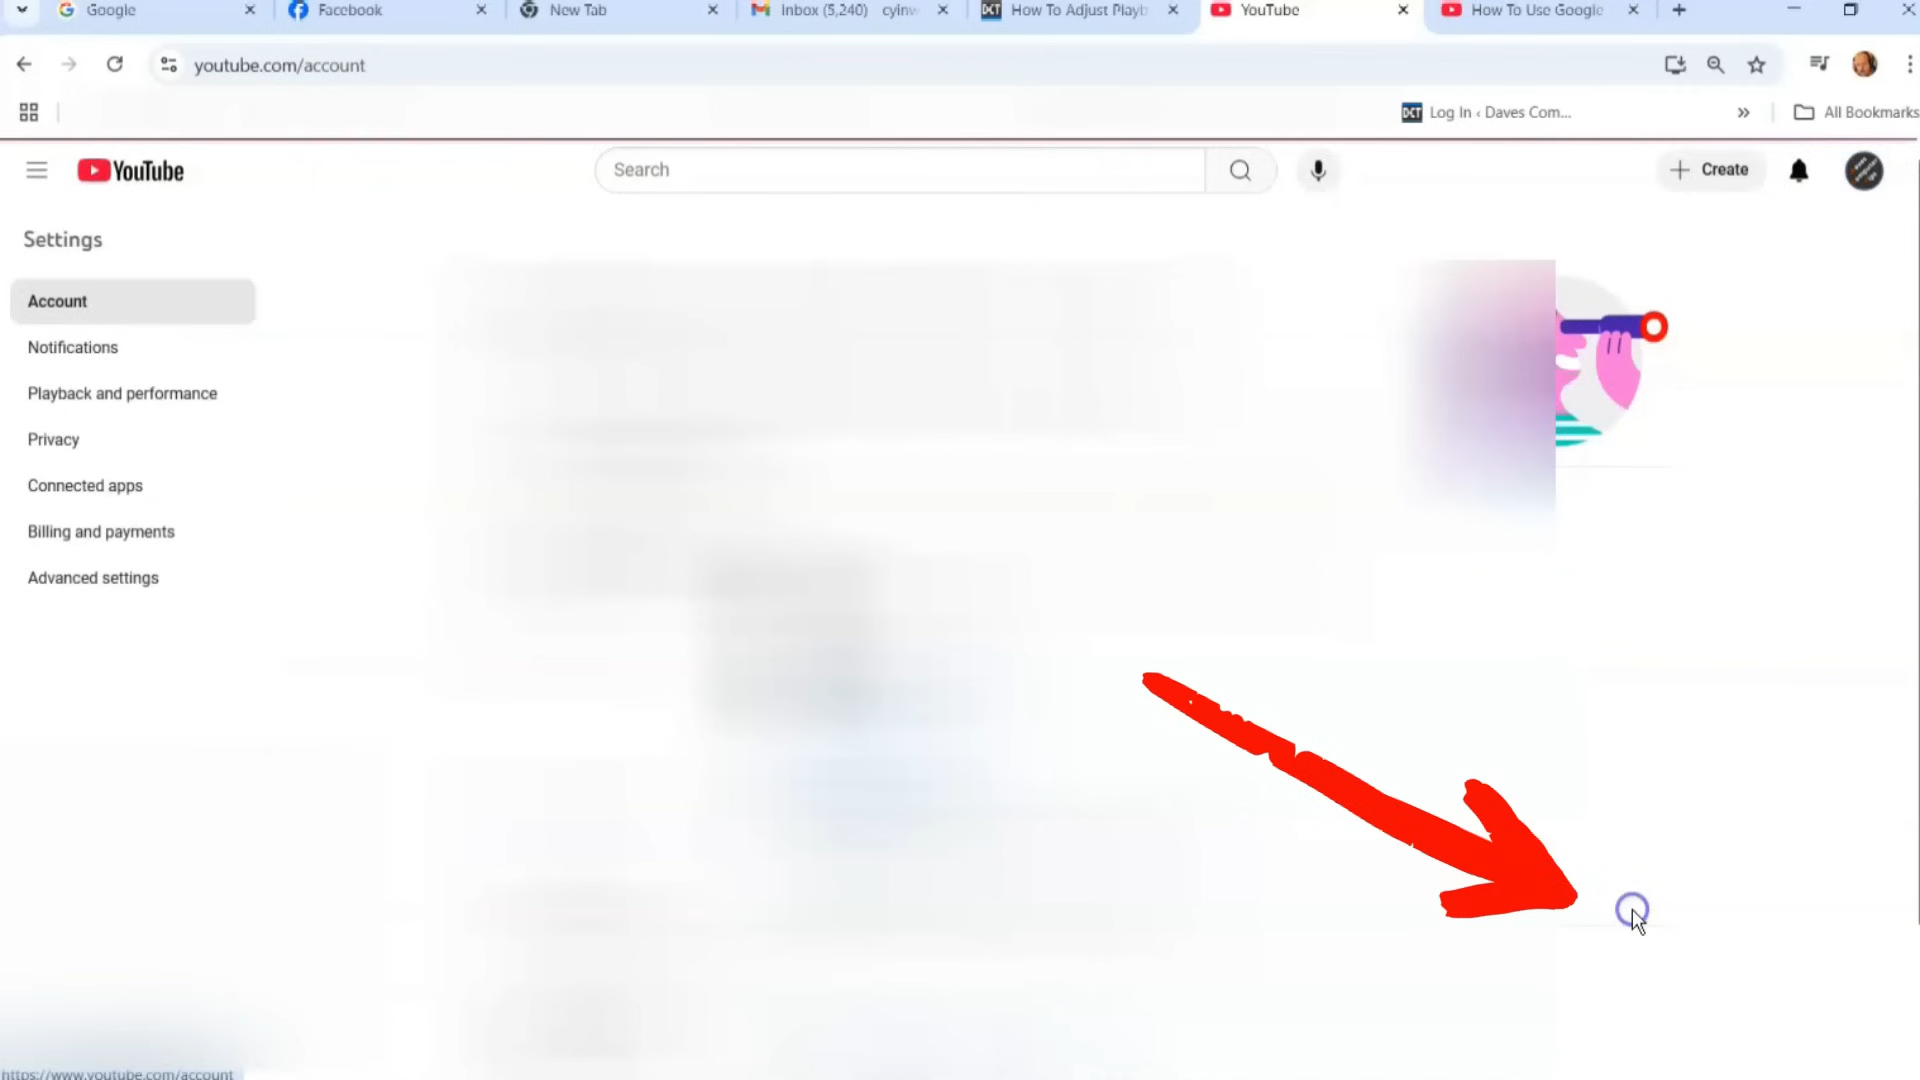 Google
Facebook
New Tab
Inbox (5,240) cyinw
How To Adjust Playb
YouTube
How To Use Google
youtube.com/account
DCT
Log In ‹ Daves Com...
All Bookmarks
YouTube
Search
Create
Settings
Account
Notifications
Playback and performance
Privacy
Connected apps
Billing and payments
Advanced settings
https://www.youtube.com/account